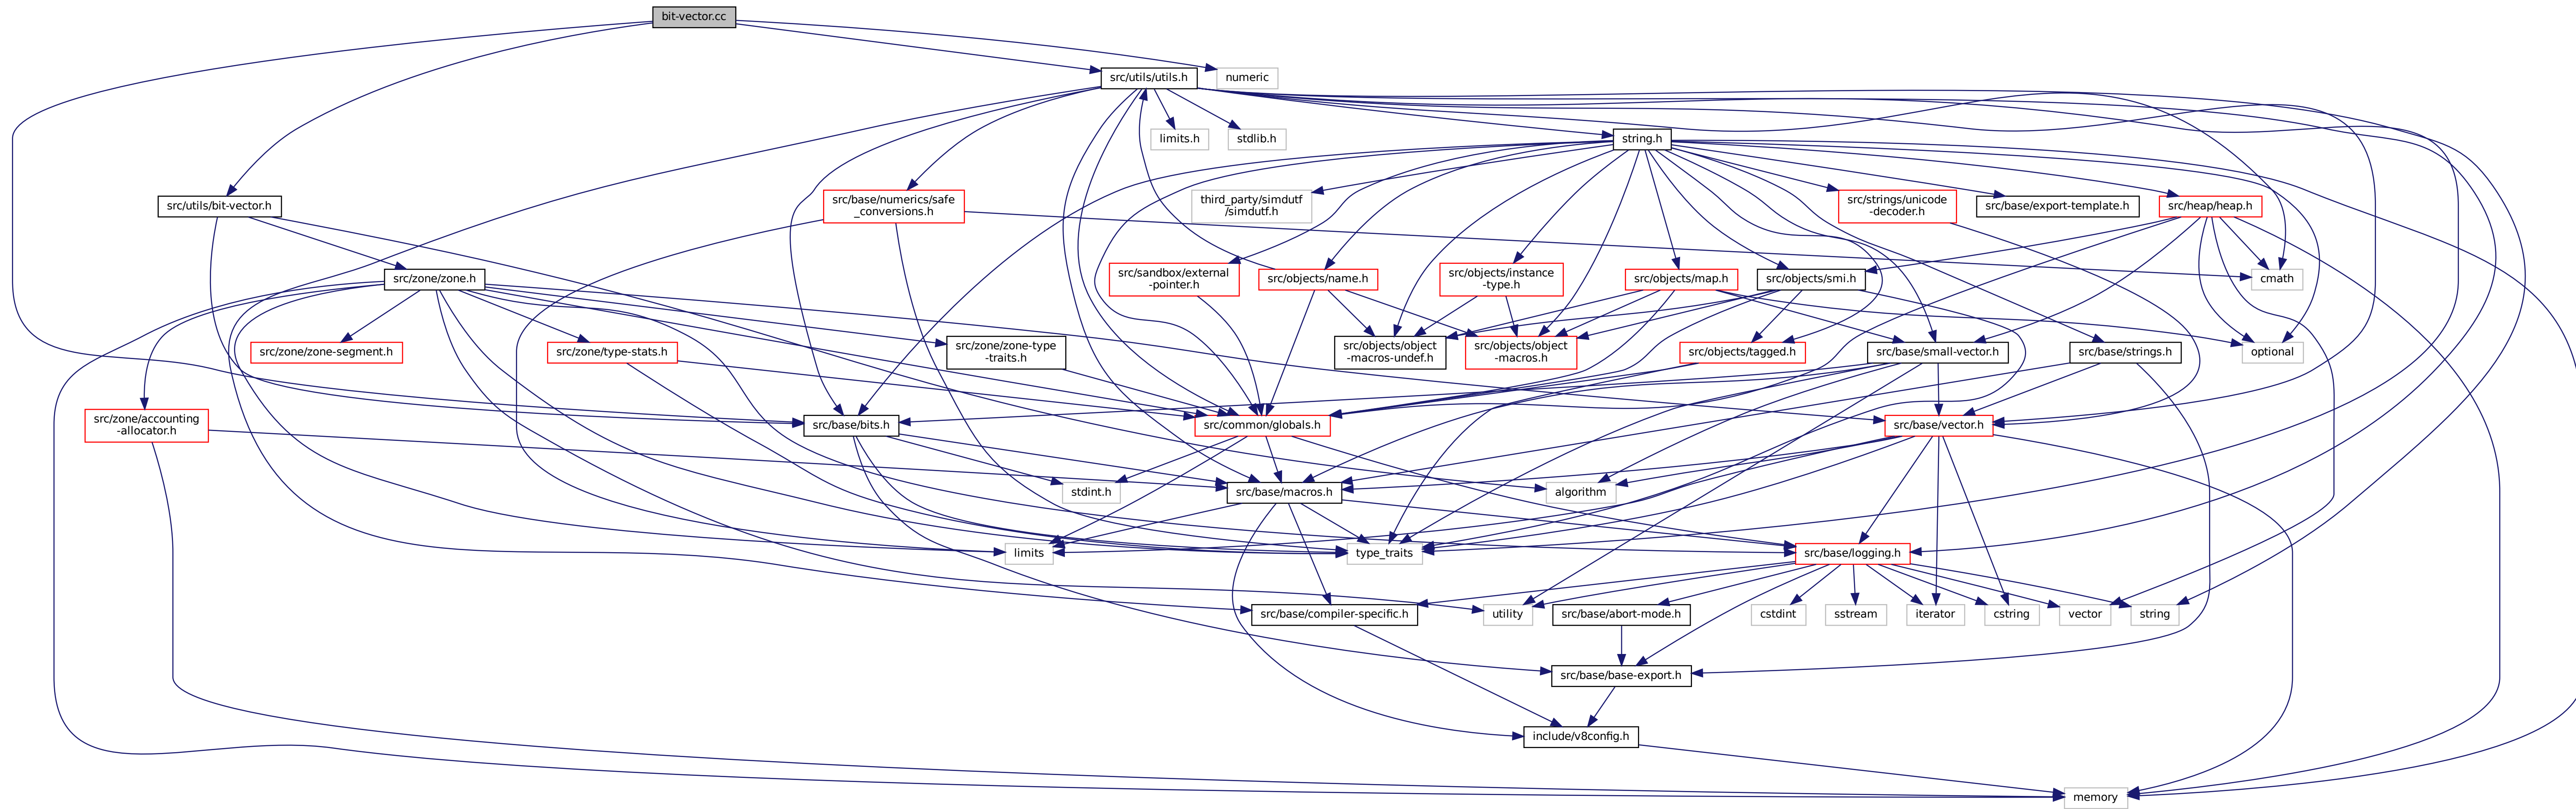 bit-vector.cc
src/utils/utils.h
numeric
limits.h
stdlib.h
string.h
src/utils/bit-vector.h
src/base/numerics/safe
_conversions.h
third_party/simdutf
/simdutf.h
src/strings/unicode
-decoder.h
src/base/export-template.h
src/heap/heap.h
src/zone/zone.h
src/sandbox/external
-pointer.h
src/objects/name.h
src/objects/instance
-type.h
src/objects/map.h
src/objects/smi.h
cmath
src/zone/zone-segment.h
src/zone/type-stats.h
src/zone/zone-type
-traits.h
src/objects/object
-macros-undef.h
src/objects/object
-macros.h
src/objects/tagged.h
src/base/small-vector.h
src/base/strings.h
optional
src/zone/accounting
-allocator.h
src/base/bits.h
src/common/globals.h
src/base/vector.h
stdint.h
src/base/macros.h
algorithm
limits
type_traits
src/base/logging.h
src/base/compiler-specific.h
utility
src/base/abort-mode.h
cstdint
sstream
iterator
cstring
vector
string
src/base/base-export.h
include/v8config.h
memory